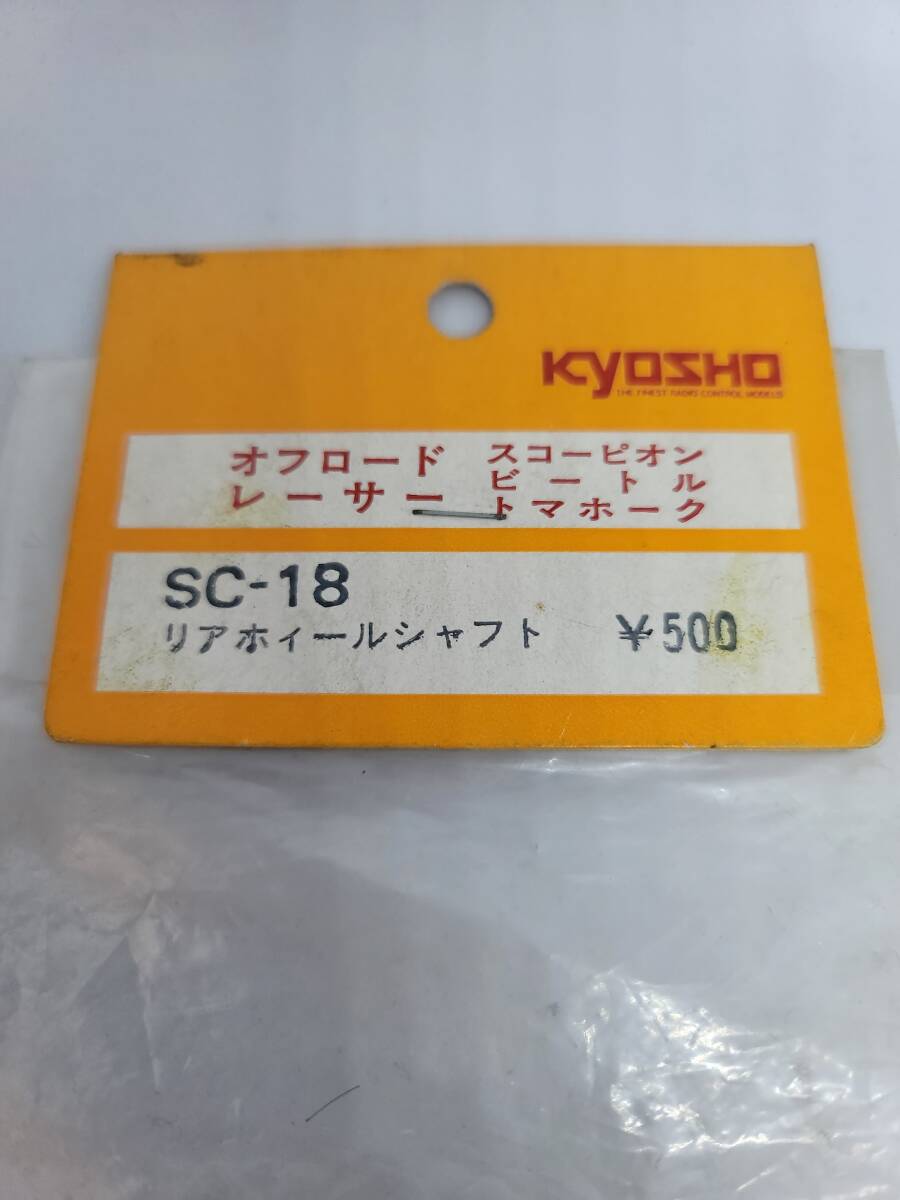 KYOSHO
THE FINEST RADIO CONTROL MODELS
オフロード
レーサー
スコーピオン
ビートル
トマホーク
SC-18
リアホィールシャフト ¥500